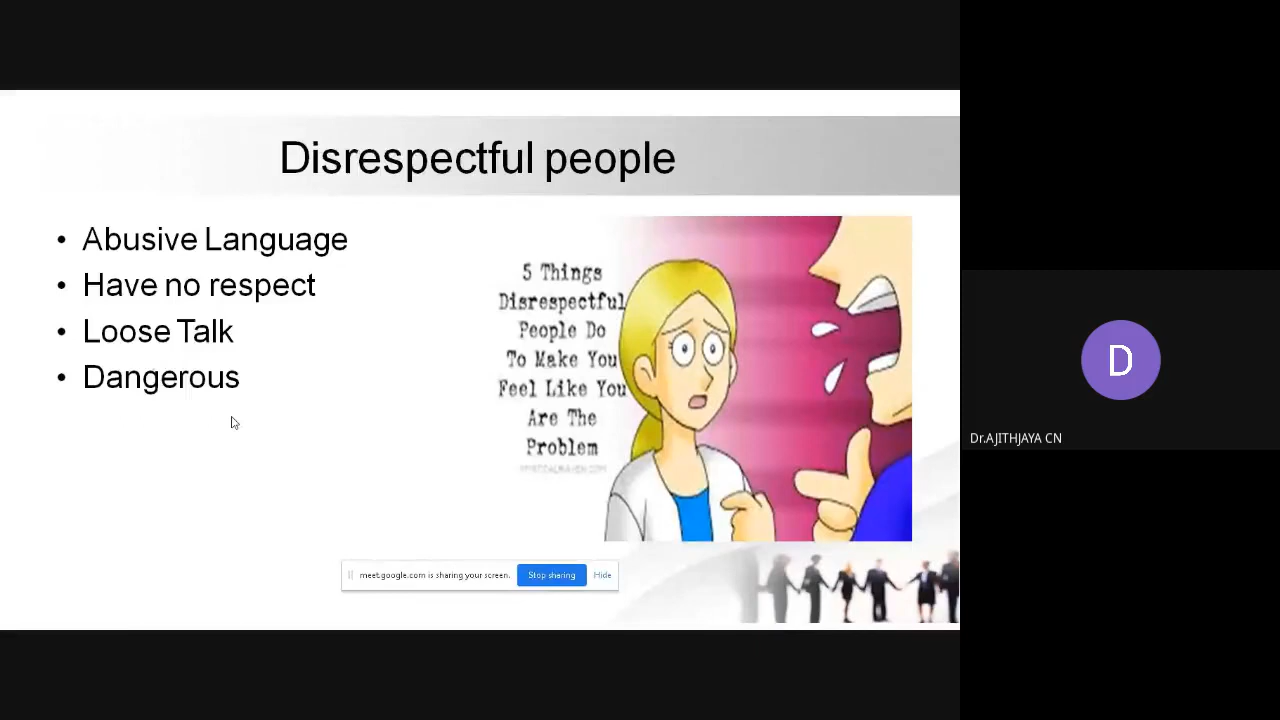 Disrespectful people
• Abusive Language
• Have no respect
• Loose Talk
• Dangerous
5 Things
Disrespectful
People Do
To Make You
Feel Like You
Are The
Problem
meet.google.com is sharing your screen.
Stop sharing
Hide
D
Dr.AJITHJAYA CN